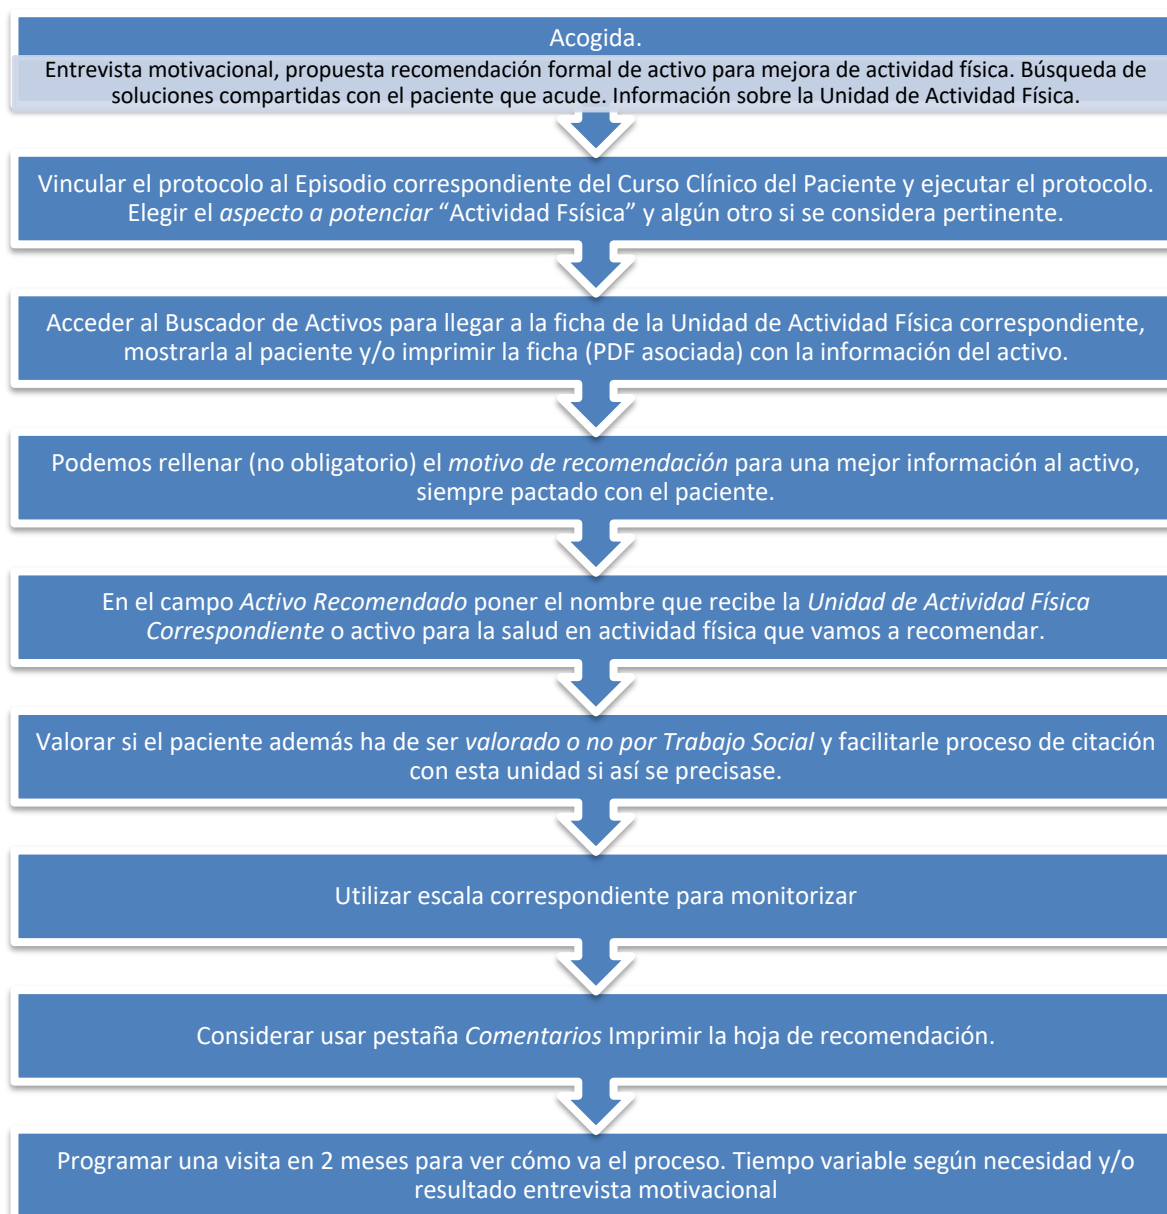 Acogida.
Entrevista motivacional, propuesta recomendación formal de activo para mejora de actividad física. Búsqueda de
soluciones compartidas con el paciente que acude. Información sobre la Unidad de Actividad Física.
Vincular el protocolo al Episodio correspondiente del Curso Clínico del Paciente y ejecutar el protocolo.
Elegir el aspecto a potenciar “Actividad Fsísica” y algún otro si se considera pertinente.
Acceder al Buscador de Activos para llegar a la ficha de la Unidad de Actividad Física correspondiente,
mostrarla al paciente y/o imprimir la ficha (PDF asociada) con la información del activo.
Podemos rellenar (no obligatorio) el motivo de recomendación para una mejor información al activo,
siempre pactado con el paciente.
En el campo Activo Recomendado poner el nombre que recibe la Unidad de Actividad Física
Correspondiente o activo para la salud en actividad física que vamos a recomendar.
Valorar si el paciente además ha de ser valorado o no por Trabajo Social y facilitarle proceso de citación
con esta unidad si así se precisase.
Utilizar escala correspondiente para monitorizar
Considerar usar pestaña Comentarios Imprimir la hoja de recomendación.
Programar una visita en 2 meses para ver cómo va el proceso. Tiempo variable según necesidad y/o
resultado entrevista motivacional